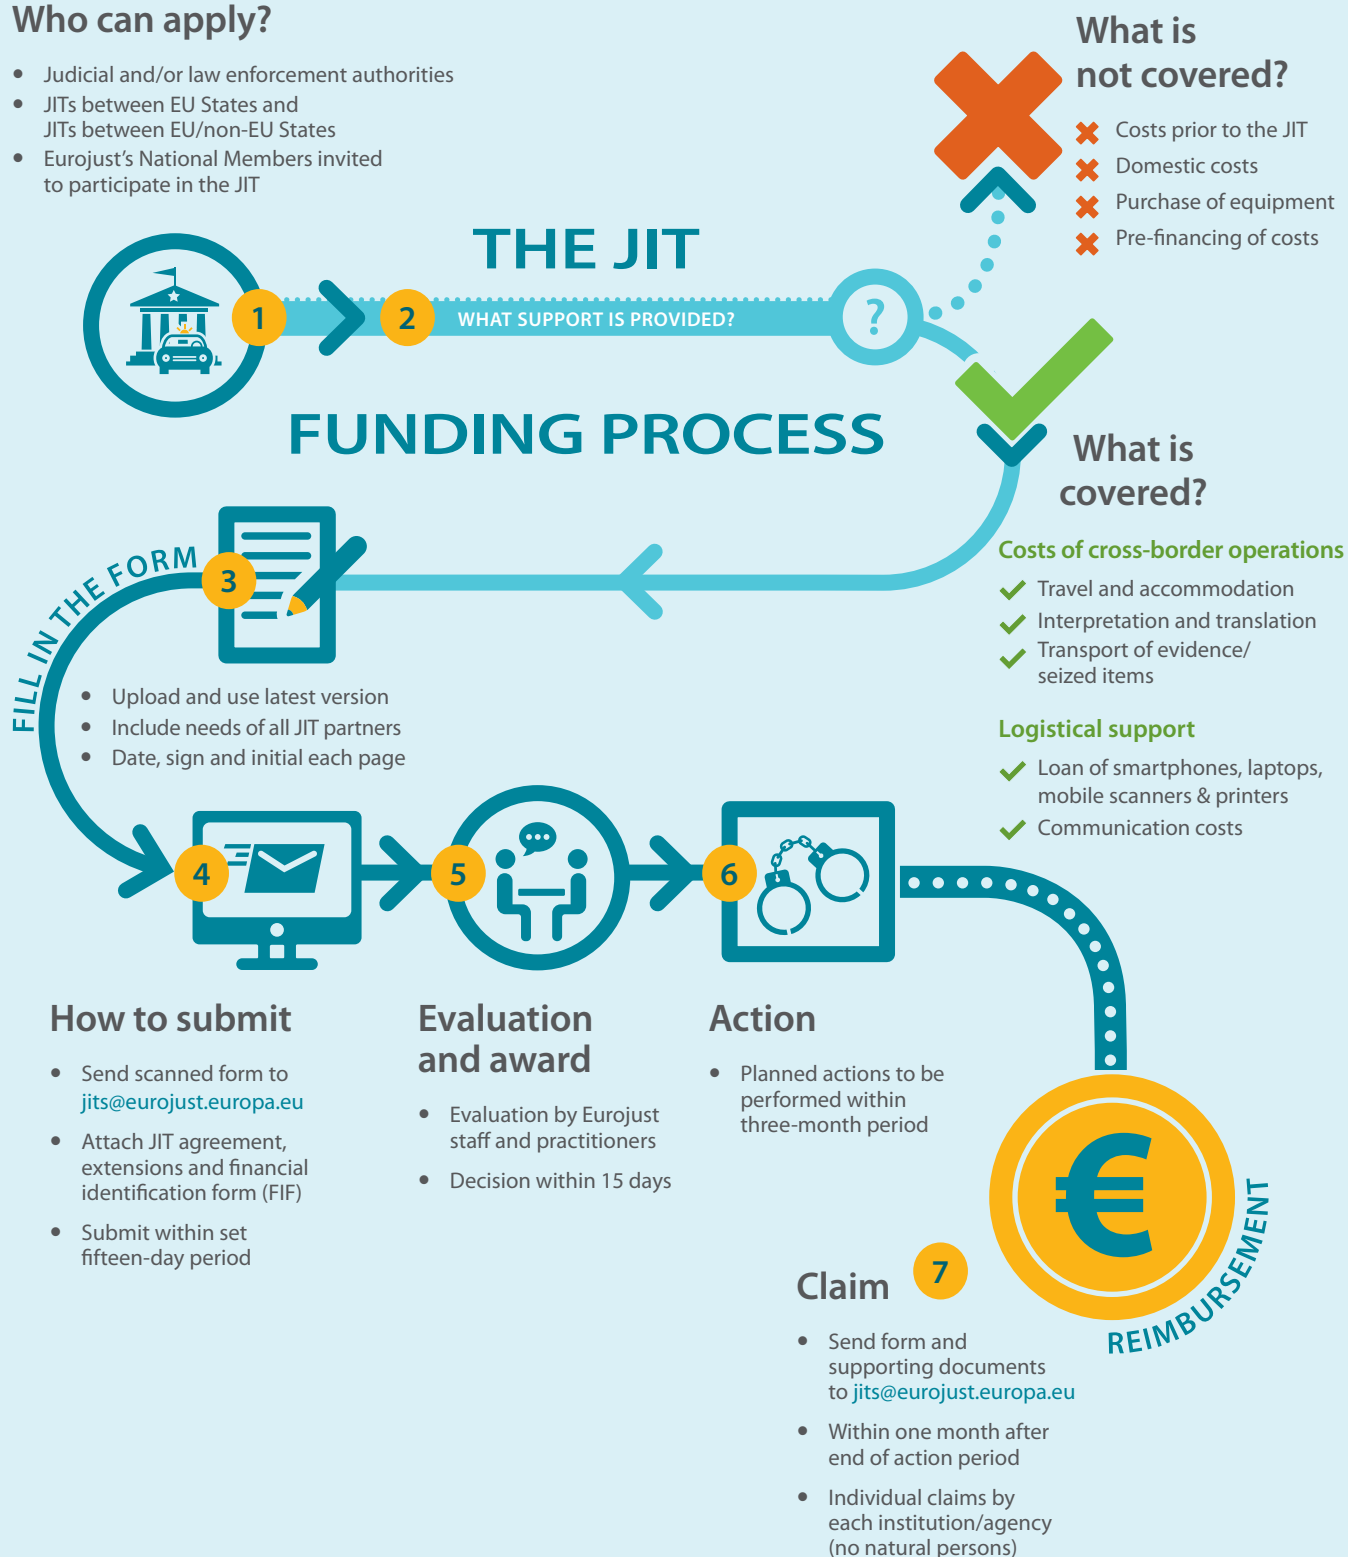 Who can apply?
• Judicial and/or law enforcement authorities
• JITs between EU States and
JITs between EU/non-EU States
• Eurojust's National Members invited
to participate in the JIT
What is
not covered?
Costs prior to the JIT
Domestic costs
Purchase of equipment
Pre-financing of costs
THE JIT
1
2
WHAT SUPPORT IS PROVIDED?
?
FUNDING PROCESS
What is
covered?
Costs of cross-border operations
Travel and accommodation
Interpretation and translation
Transport of evidence/
seized items
Logistical support
Loan of smartphones, laptops,
mobile scanners & printers
Communication costs
FILL IN THE FORM
3
• Upload and use latest version
• Include needs of all JIT partners
• Date, sign and initial each page
4
5
6
How to submit
• Send scanned form to
jits@eurojust.europa.eu
• Attach JIT agreement,
extensions and financial
identification form (FIF)
• Submit within set
fifteen-day period
Evaluation
and award
• Evaluation by Eurojust
staff and practitioners
• Decision within 15 days
Action
• Planned actions to be
performed within
three-month period
€
REIMBURSEMENT
Claim
7
• Send form and
supporting documents
to jits@eurojust.europa.eu
• Within one month after
end of action period
• Individual claims by
each institution/agency
(no natural persons)